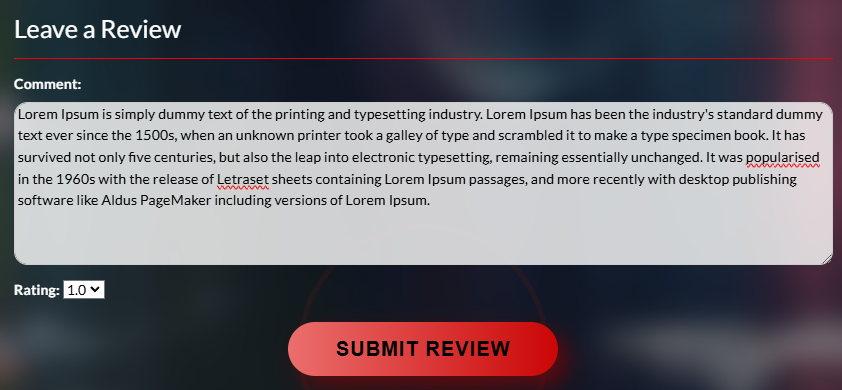 Leave a Review
Comment:
Lorem Ipsum is simply dummy text of the printing and typesetting industry. Lorem Ipsum has been the industry's standard dummy
text ever since the 1500s, when an unknown printer took a galley of type and scrambled it to make a type specimen book. It has
survived not only five centuries, but also the leap into electronic typesetting, remaining essentially unchanged. It was popularised
in the 1960s with the release of Letraset sheets containing Lorem Ipsum passages, and more recently with desktop publishing
software like Aldus PageMaker including versions of Lorem Ipsum.
Rating: 1.0
SUBMIT REVIEW